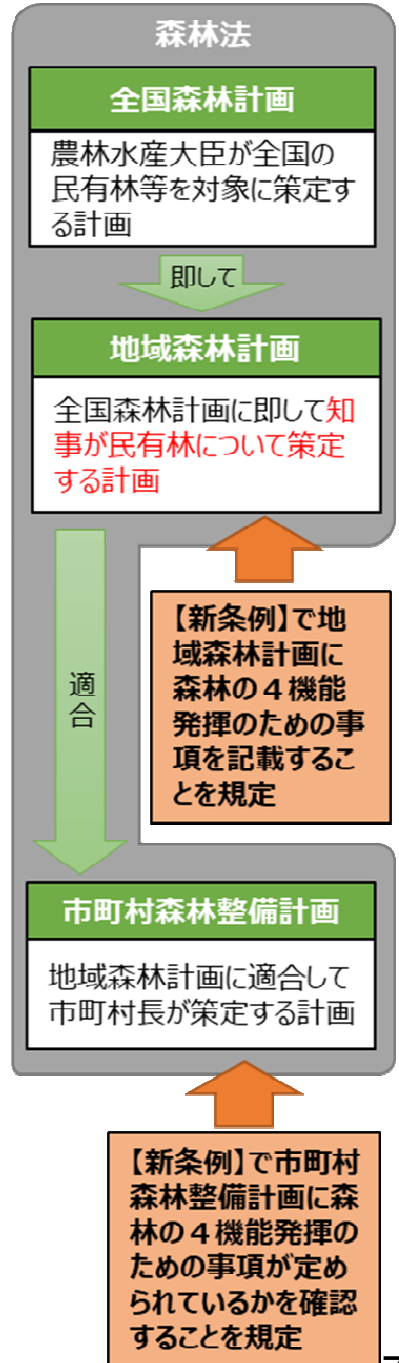 森林法
全国森林計画
農林水産大臣が全国の
民有林等を対象に策定す
る計画
即して
地域森林計画
全国森林計画に即して知
事が民有林について策定
する計画
【新条例】で地
域森林計画に
森林の４機能
発揮のための事
項を記載するこ
とを規定
適合
市町村森林整備計画
地域森林計画に適合して
市町村長が策定する計画
【新条例】で市町村
森林整備計画に森
林の４機能発揮の
ための事項が定め
られているかを確認
することを規定